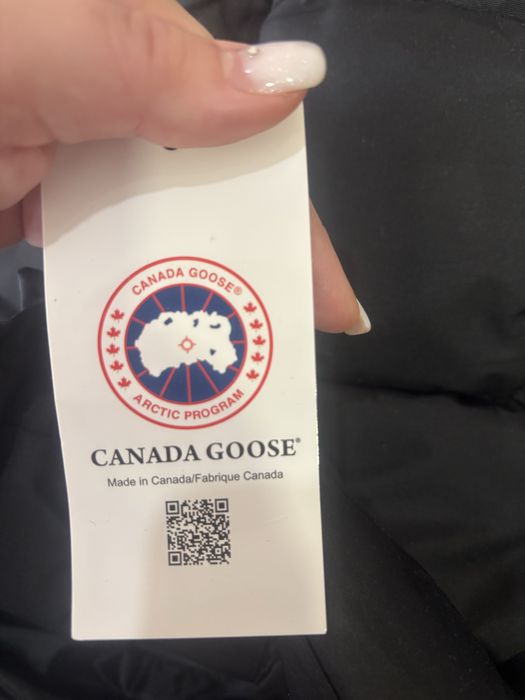 CANADA GOOSE®
ARCTIC PROGRAM
CANADA GOOSE®
Made in Canada/Fabrique Canada